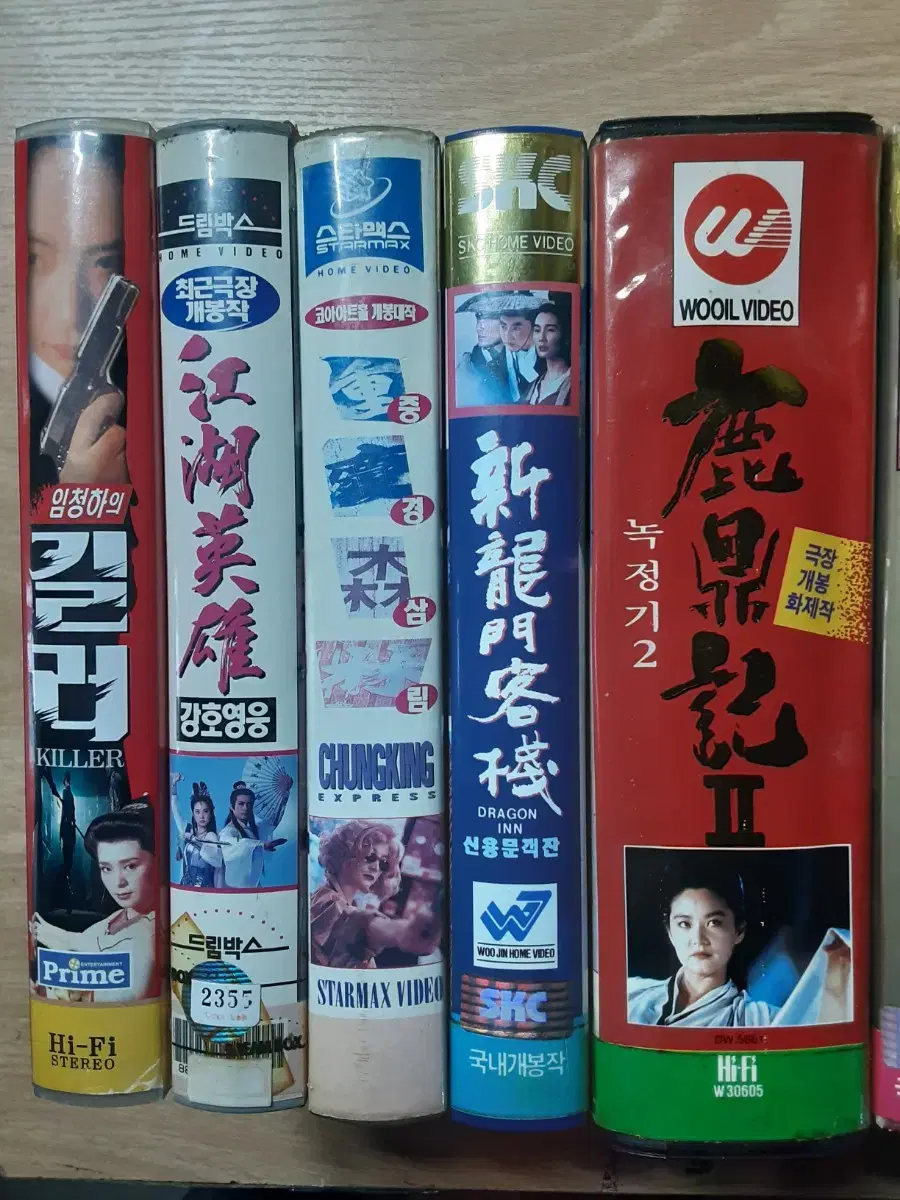 임청하의
킬러
KILLER
ENTERTAINMENT
Prime
Hi-Fi
STEREO
드림박스
HOME VIDEO
최근극장
개봉작
江湖英雄
강호영웅
드림박스
2355
스타맥스
STARMAX
HOME VIDEO
코아아트홀 개봉대작
重 중
경
森 삼
림
CHUNGKING
EXPRESS
STARMAX VIDEO
SKC
SKC HOME VIDEO
新龍門客棧
DRAGON
INN
신용문객잔
WOO JIN HOME VIDEO
SKC
국내개봉작
WOOIL VIDEO
鹿鼎記 II
녹정기 2
극장
개봉
화제작
Hi-Fi
W 30605